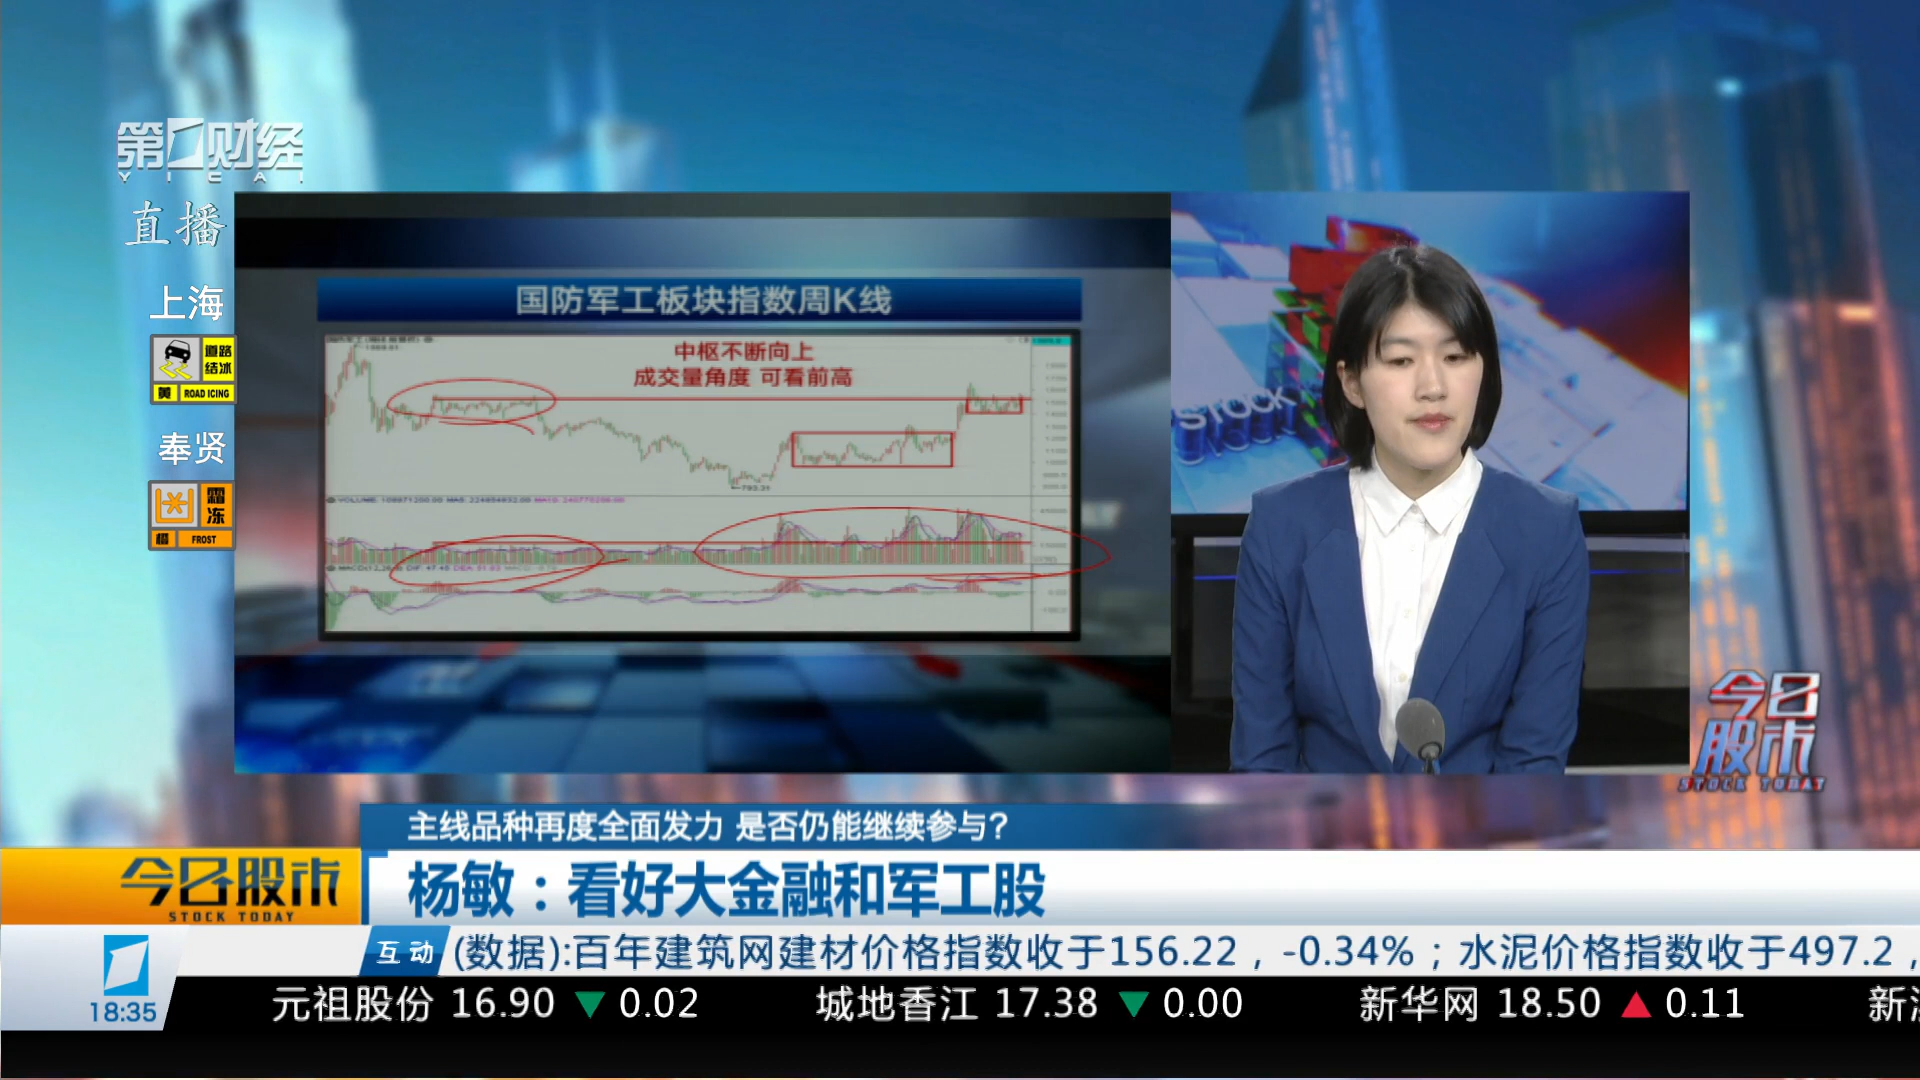 第1财经
YICAI
直播
上海
道路
结冰
黄 ROAD ICING
奉贤
霜
冻
橙 FROST
国防军工板块指数周K线
中枢不断向上
成交量角度 可看前高
STOCK
今日
股市
STOCK TODAY
主线品种再度全面发力 是否仍能继续参与?
今日股市
STOCK TODAY
杨敏：看好大金融和军工股
互动 (数据):百年建筑网建材价格指数收于156.22，-0.34%；水泥价格指数收于497.2，
18:35
元祖股份 16.90 ▼ 0.02 城地香江 17.38 ▼ 0.00 新华网 18.50 ▲ 0.11